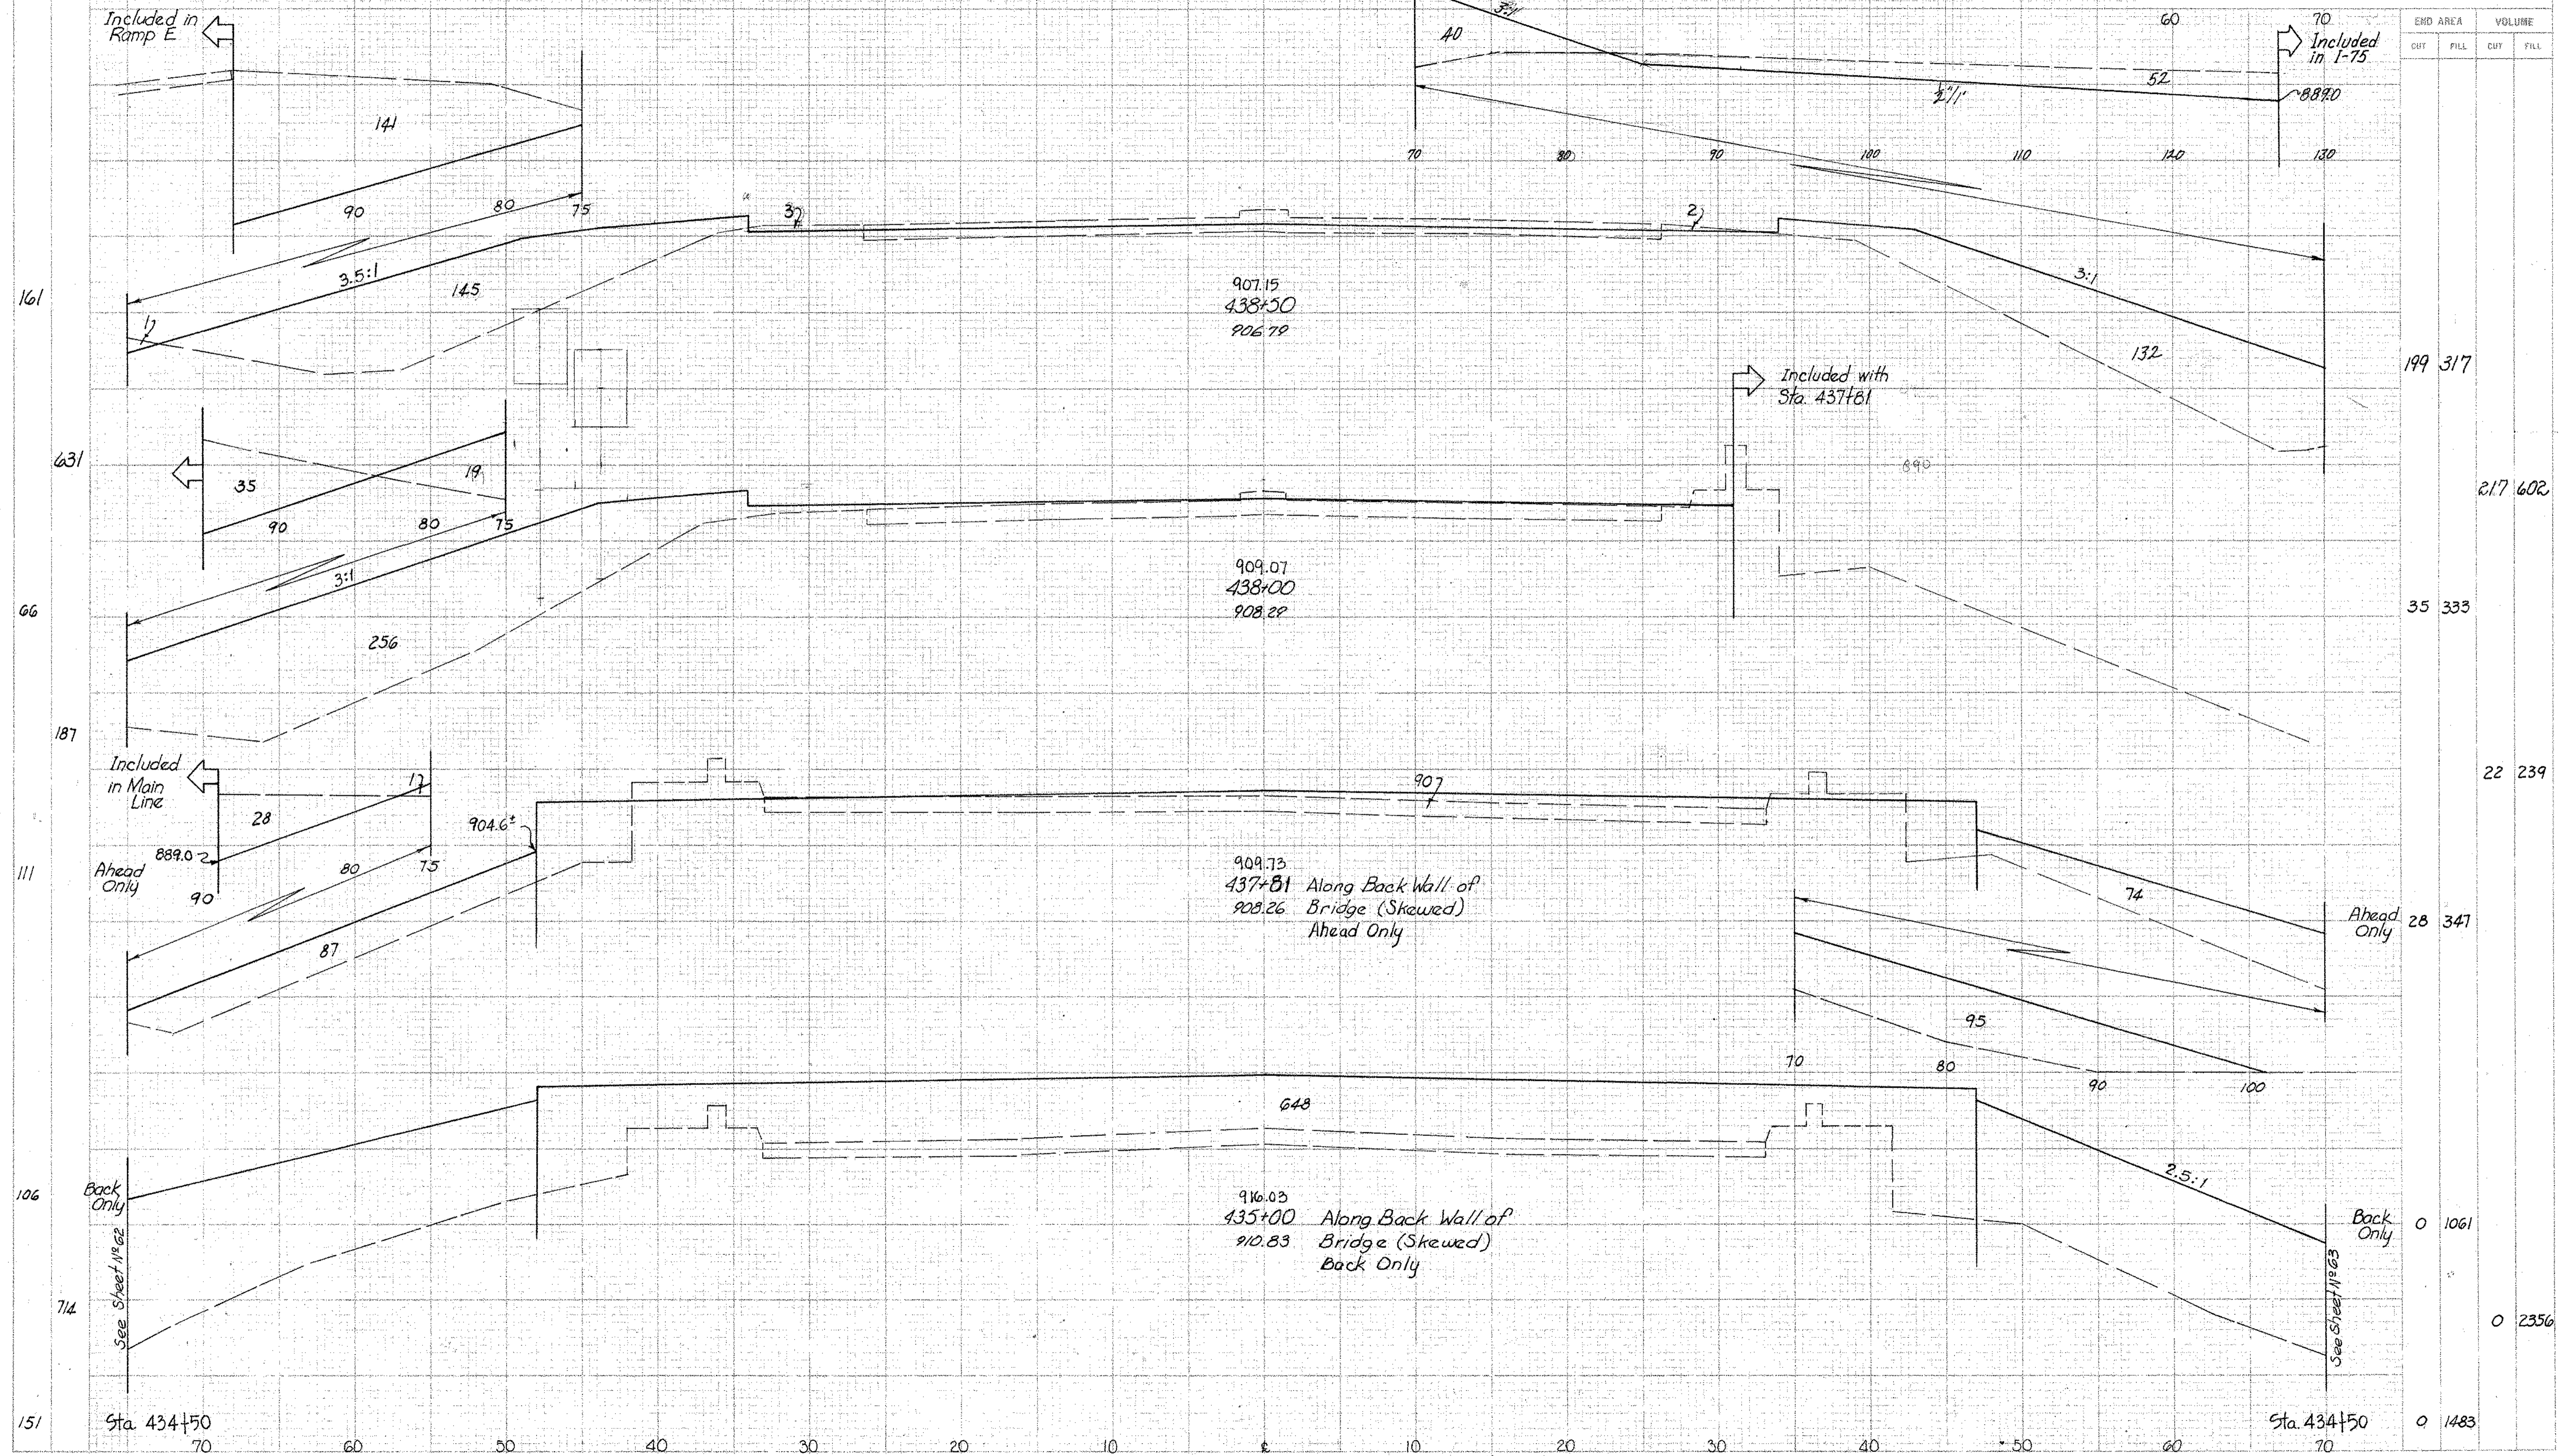 Included in
Ramp E
3:1
40
60
70
Included
in I-75
END AREA
VOLUME
CUT
FILL
CUT
FILL
52
1/2"/1'
889.0
141
70
80
90
100
110
120
130
90
80
75
3.5:1
145
1
3
2
3:1
132
907.15
438+50
906.79
161
199
317
Included with
Sta. 437+81
631
35
19
90
80
75
890
217
602
3:1
256
909.07
438+00
908.29
66
35
333
187
Included
in Main
Line
1
28
889.0
Ahead
Only
90
80
75
904.6±
87
90
22
239
111
909.73
437+81 Along Back Wall of
908.26 Bridge (Skewed)
Ahead Only
74
Ahead
Only
28
347
95
70
80
90
100
648
106
Back
Only
See Sheet Nº 62
916.03
435+00 Along Back Wall of
910.83 Bridge (Skewed)
Back Only
2.5:1
Back
Only
0
1061
See Sheet Nº 63
714
0
2356
151
Sta. 434+50
Sta. 434+50
0
1483
70
60
50
40
30
20
10
℄
10
20
30
40
50
60
70